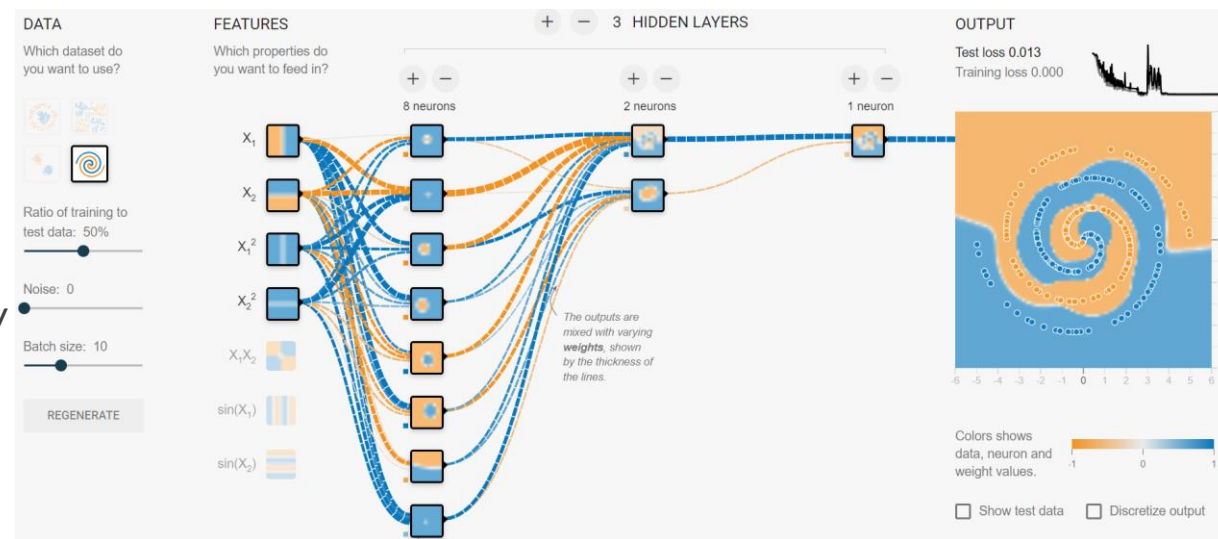 DATA
Which dataset do
you want to use?
Ratio of training to
test data: 50%
Noise: 0
Batch size: 10
REGENERATE
FEATURES
Which properties do
you want to feed in?
X₁
X₂
X₁²
X₂²
X₁X₂
sin(X₁)
sin(X₂)
+ − 3 HIDDEN LAYERS
+ −
8 neurons
+ −
2 neurons
+ −
1 neuron
The outputs are
mixed with varying
weights, shown
by the thickness of
the lines.
OUTPUT
Test loss 0.013
Training loss 0.000
-6 -5 -4 -3 -2 -1 0 1 2 3 4 5 6
Colors shows
data, neuron and
weight values.
-1 0 1
Show test data
Discretize output